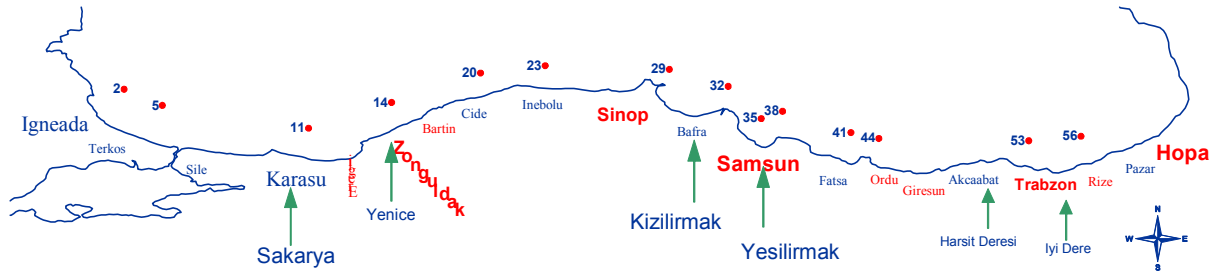 2
5
11
14
20
23
29
32
35
38
41
44
53
56
Igneada
Terkos
Sile
Karasu
Zonguldak
Bartin
Cide
Inebolu
Sinop
Bafra
Samsun
Fatsa
Ordu
Giresun
Akcaabat
Trabzon
Rize
Pazar
Hopa
Sakarya
Yenice
Kizilirmak
Yesilirmak
Harsit Deresi
Iyi Dere
N
W
E
S